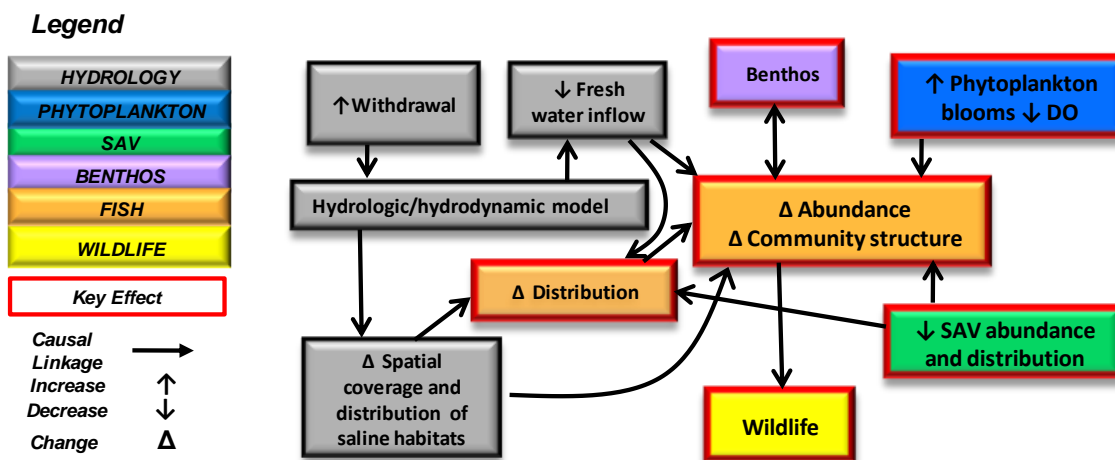 Legend
HYDROLOGY
PHYTOPLANKTON
SAV
BENTHOS
FISH
WILDLIFE
Key Effect
Causal
Linkage
Increase ↑
Decrease ↓
Change Δ
↑Withdrawal
↓ Fresh
water inflow
Benthos
↑ Phytoplankton
blooms ↓ DO
Hydrologic/hydrodynamic model
Δ Abundance
Δ Community structure
Δ Distribution
↓ SAV abundance
and distribution
Δ Spatial
coverage and
distribution of
saline habitats
Wildlife